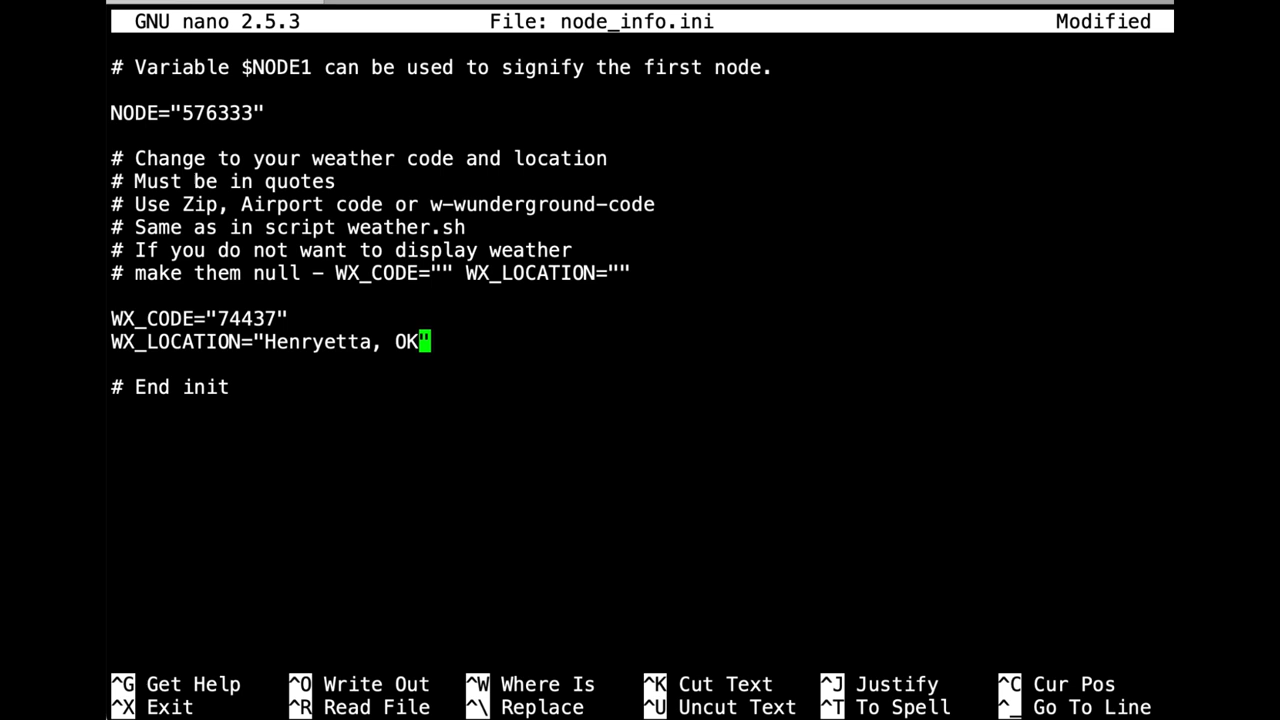 GNU nano 2.5.3 File: node_info.ini Modified
# Variable $NODE1 can be used to signify the first node.
NODE="576333"
# Change to your weather code and location
# Must be in quotes
# Use Zip, Airport code or w-wunderground-code
# Same as in script weather.sh
# If you do not want to display weather
# make them null - WX_CODE="" WX_LOCATION=""
WX_CODE="74437"
WX_LOCATION="Henryetta, OK"
# End init
^G Get Help ^O Write Out ^W Where Is ^K Cut Text ^J Justify ^C Cur Pos
^X Exit ^R Read File ^\ Replace ^U Uncut Text ^T To Spell ^_ Go To Line